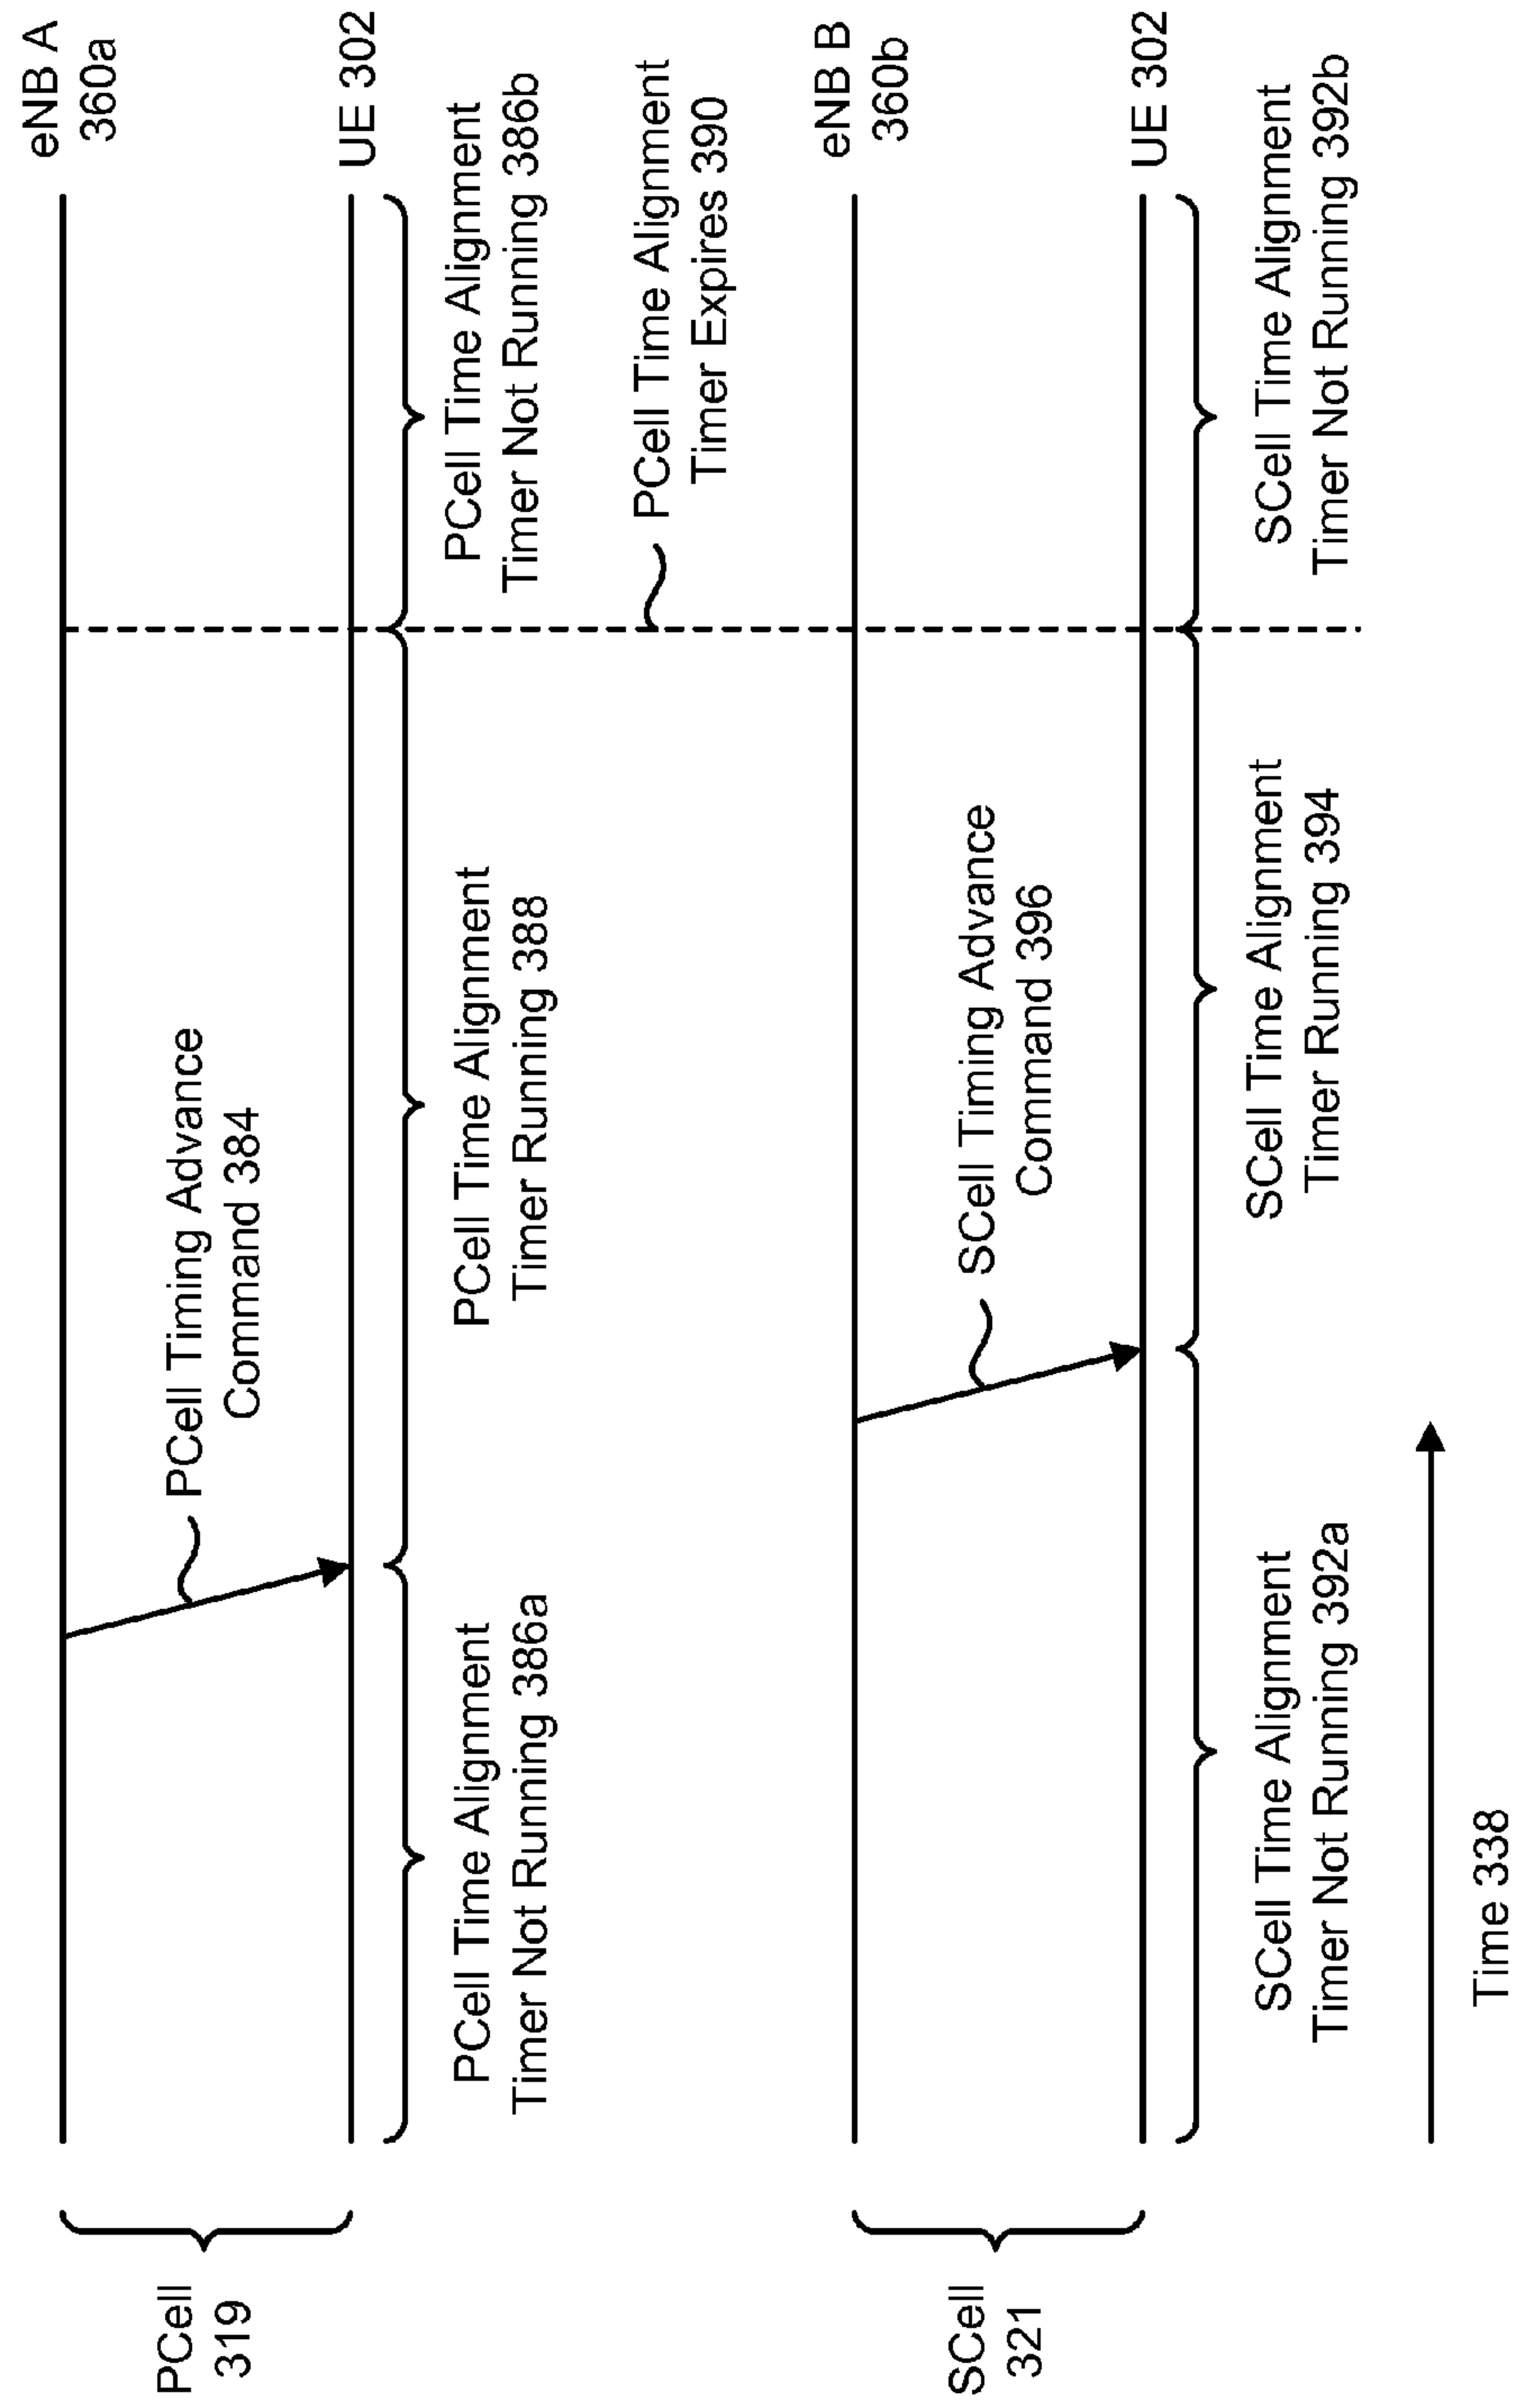 eNB A
360a
PCell
319
PCell Timing Advance
Command 384
UE 302
PCell Time Alignment
Timer Not Running 386a
PCell Time Alignment
Timer Running 388
PCell Time Alignment
Timer Not Running 386b
PCell Time Alignment
Timer Expires 390
eNB B
360b
SCell
321
SCell Timing Advance
Command 396
UE 302
SCell Time Alignment
Timer Not Running 392a
SCell Time Alignment
Timer Running 394
SCell Time Alignment
Timer Not Running 392b
Time 338